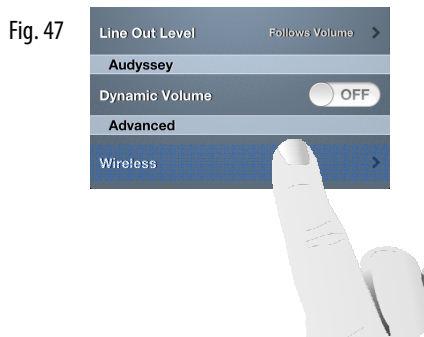 Fig. 47
Line Out Level Follows Volume
Audyssey
Dynamic Volume OFF
Advanced
Wireless